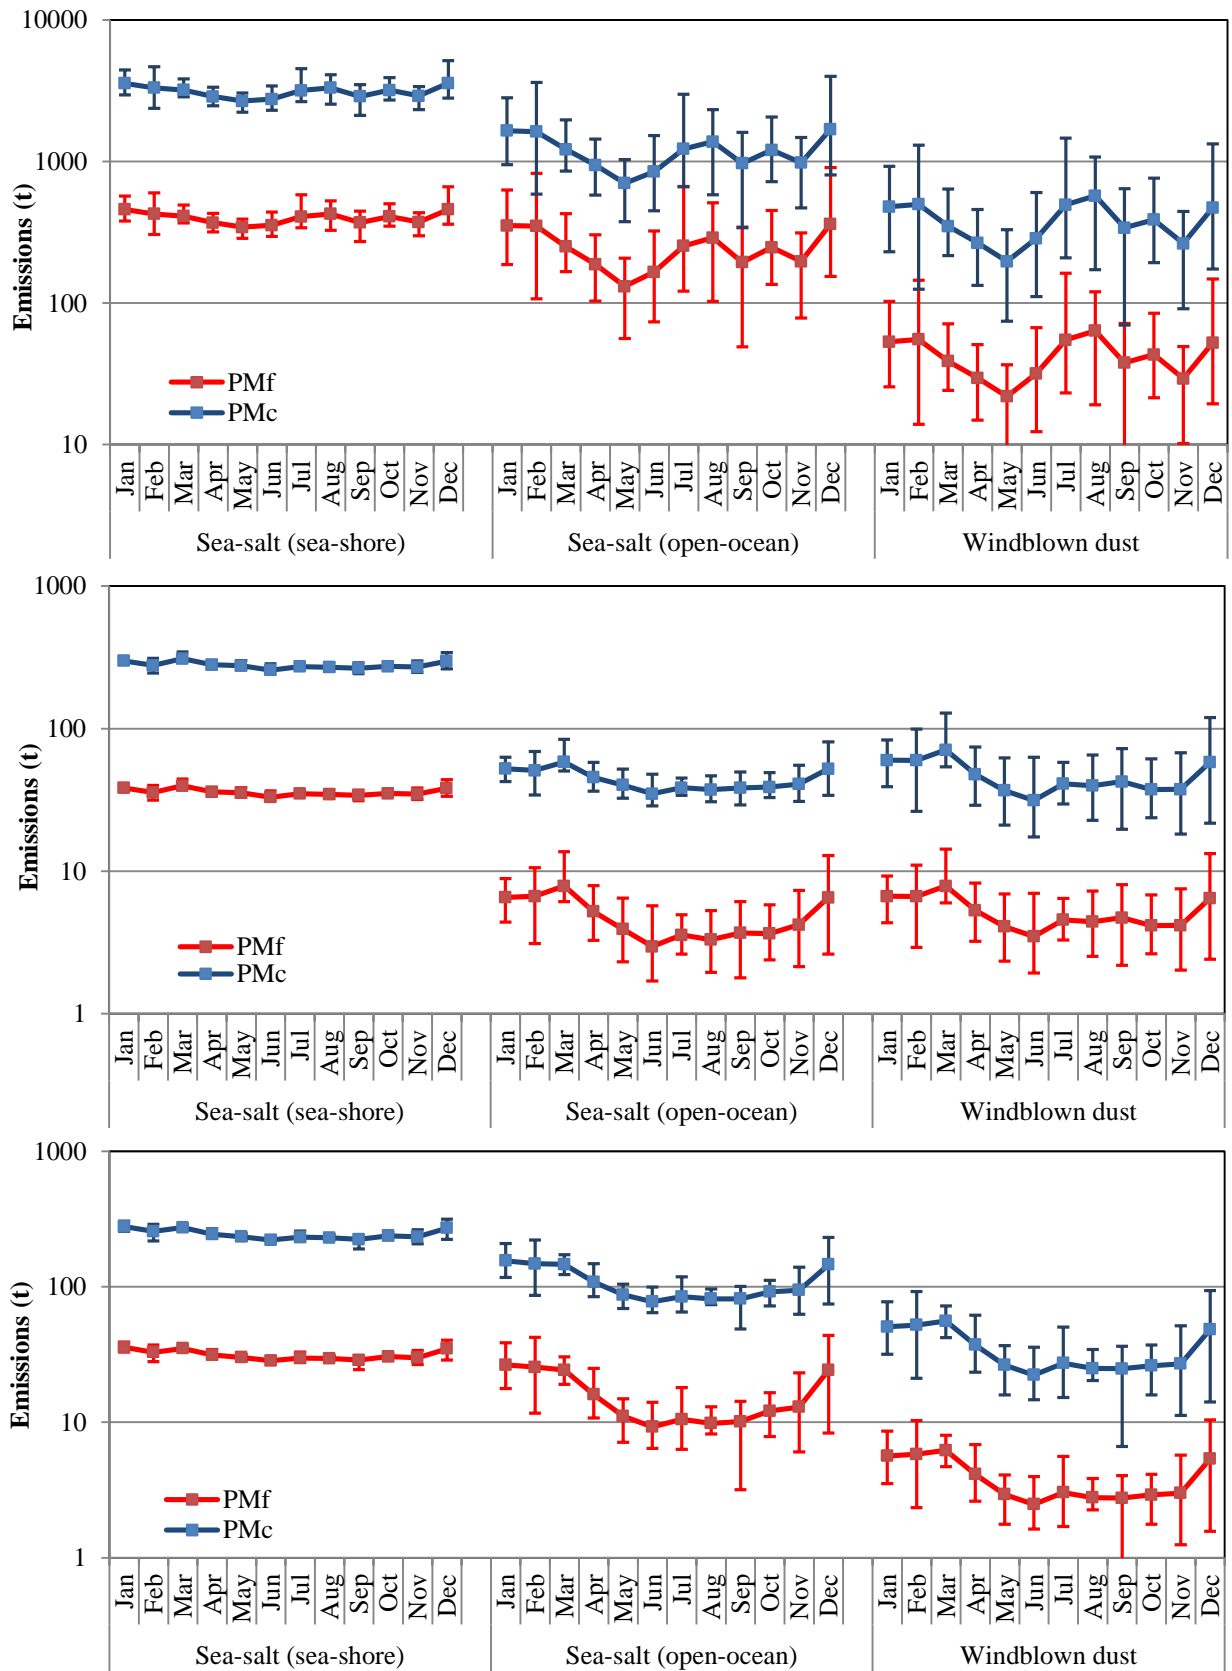 10000
1000
100
10
Emissions (t)
PMf
PMc
Jan Feb Mar Apr May Jun Jul Aug Sep Oct Nov Dec Jan Feb Mar Apr May Jun Jul Aug Sep Oct Nov Dec Jan Feb Mar Apr May Jun Jul Aug Sep Oct Nov Dec
Sea-salt (sea-shore) Sea-salt (open-ocean) Windblown dust
1000
100
10
1
Emissions (t)
PMf
PMc
Jan Feb Mar Apr May Jun Jul Aug Sep Oct Nov Dec Jan Feb Mar Apr May Jun Jul Aug Sep Oct Nov Dec Jan Feb Mar Apr May Jun Jul Aug Sep Oct Nov Dec
Sea-salt (sea-shore) Sea-salt (open-ocean) Windblown dust
1000
100
10
1
Emissions (t)
PMf
PMc
Jan Feb Mar Apr May Jun Jul Aug Sep Oct Nov Dec Jan Feb Mar Apr May Jun Jul Aug Sep Oct Nov Dec Jan Feb Mar Apr May Jun Jul Aug Sep Oct Nov Dec
Sea-salt (sea-shore) Sea-salt (open-ocean) Windblown dust